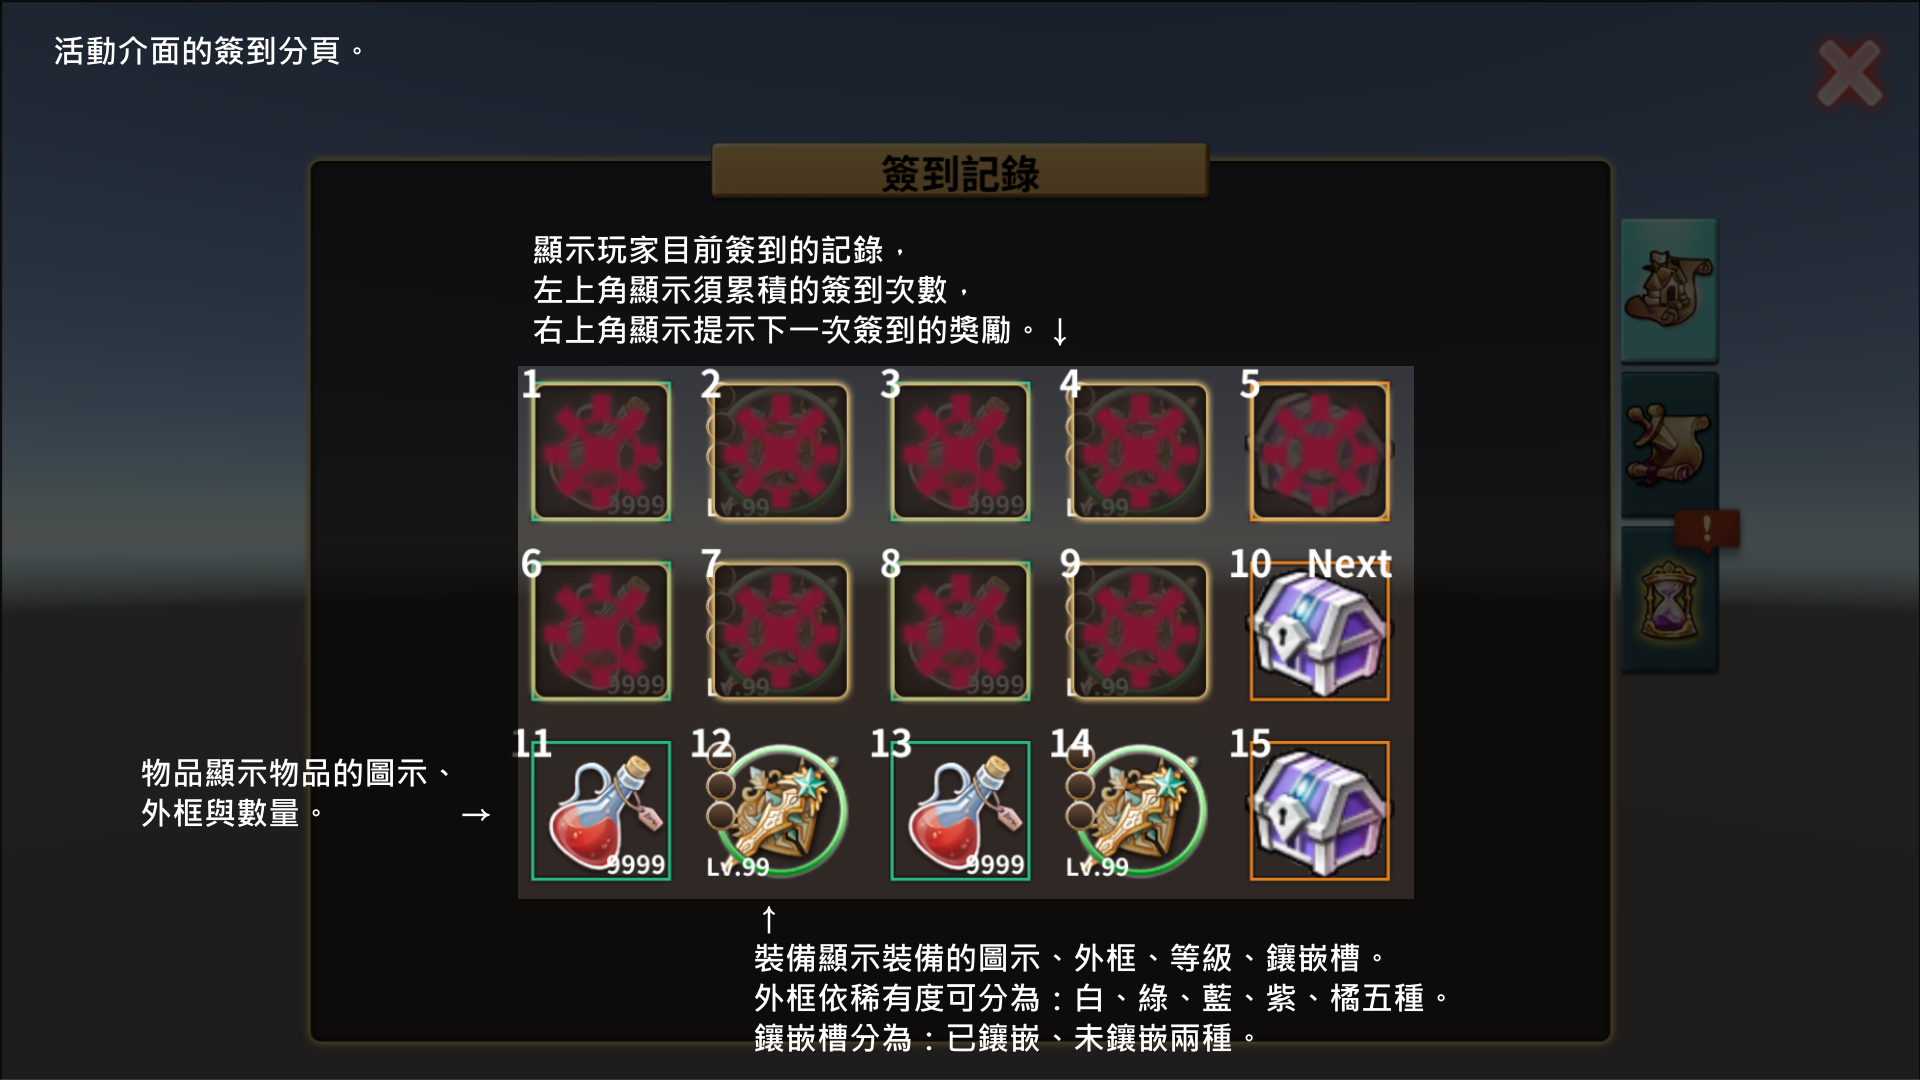 活動介面的簽到分頁。
簽到記錄
顯示玩家目前簽到的記錄，
左上角顯示須累積的簽到次數，
右上角顯示提示下一次簽到的獎勵。↓
1 2 3 4 5
9999 Lv.99 9999 Lv.99
6 7 8 9 10 Next
9999 Lv.99 9999 Lv.99
!
11 12 13 14 15
物品顯示物品的圖示、
外框與數量。 →
9999 Lv.99 9999 Lv.99
↑
裝備顯示裝備的圖示、外框、等級、鑲嵌槽。
外框依稀有度可分為：白、綠、藍、紫、橘五種。
鑲嵌槽分為：已鑲嵌、未鑲嵌兩種。